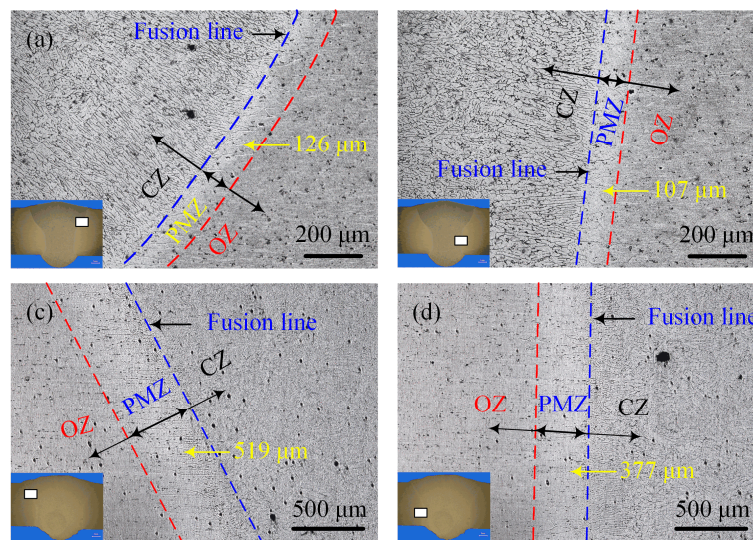 (a)
Fusion line
126 μm
CZ
PMZ
OZ
200 μm
CZ
PMZ
OZ
Fusion line
107 μm
200 μm
(c)
Fusion line
CZ
PMZ
OZ
519 μm
500 μm
(d)
Fusion line
OZ
PMZ
CZ
377 μm
500 μm